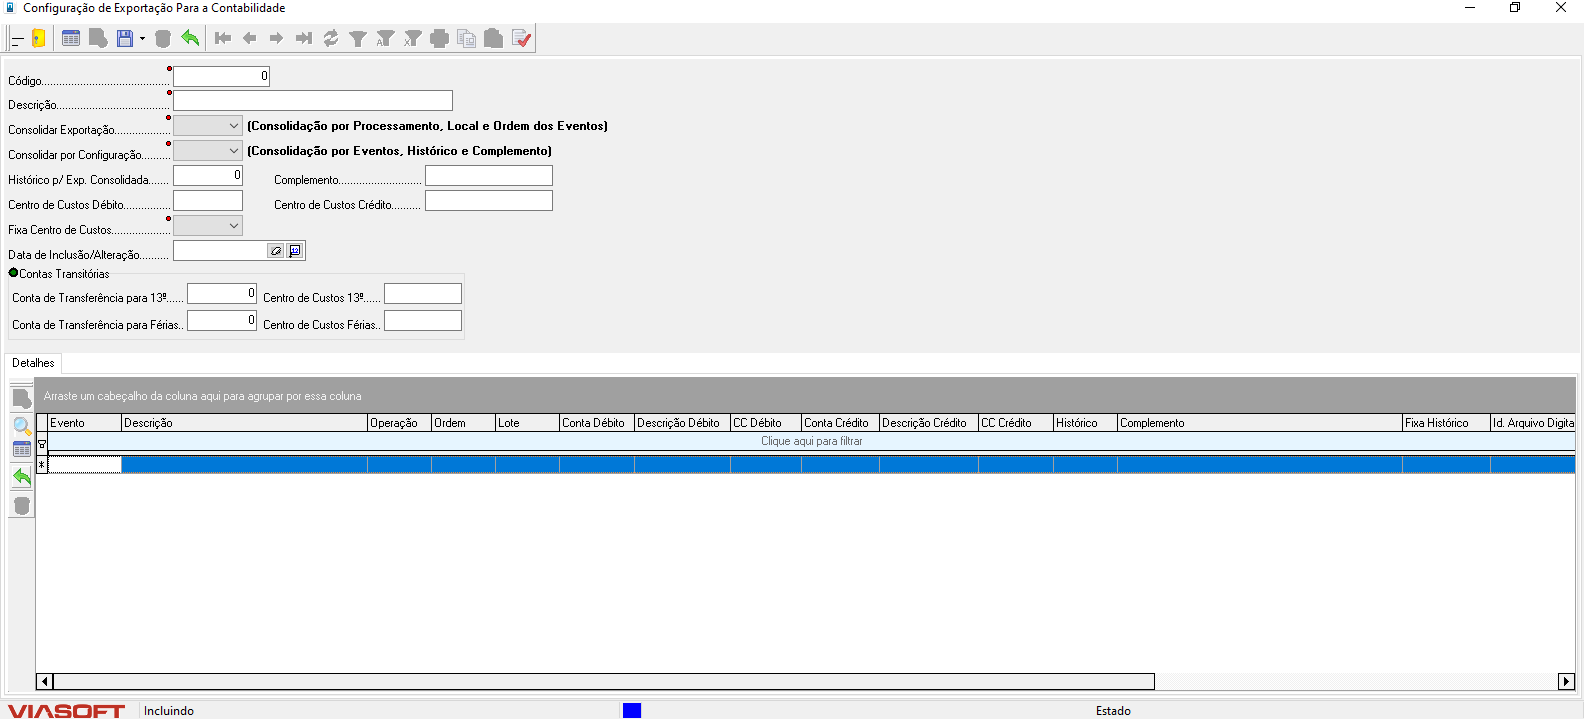 Configuração de Exportação Para a Contabilidade
Código.......................................... 0
Descrição.....................................
Consolidar Exportação................... (Consolidação por Processamento, Local e Ordem dos Eventos)
Consolidar por Configuração.......... (Consolidação por Eventos, Histórico e Complemento)
Histórico p/ Exp. Consolidada....... 0 Complemento............................
Centro de Custos Débito................ Centro de Custos Crédito..........
Fixa Centro de Custos....................
Data de Inclusão/Alteração.......... 12
Contas Transitórias
Conta de Transferência para 13º...... 0 Centro de Custos 13º......
Conta de Transferência para Férias.. 0 Centro de Custos Férias..
Detalhes
Arraste um cabeçalho da coluna aqui para agrupar por essa coluna
Evento Descrição Operação Ordem Lote Conta Débito Descrição Débito CC Débito Conta Crédito Descrição Crédito CC Crédito Histórico Complemento Fixa Histórico Id. Arquivo Digita
Clique aqui para filtrar
*
VIASOFT Incluindo Estado